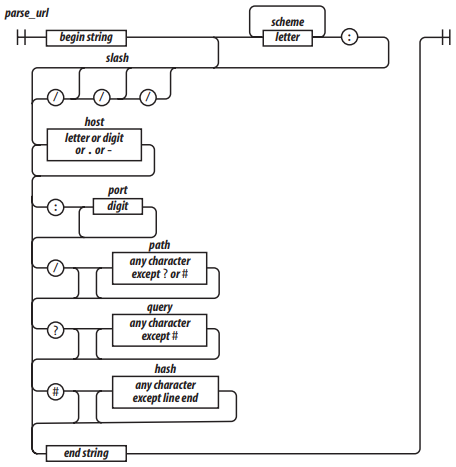 parse_url
scheme
begin string
letter
:
slash
/ / /
host
letter or digit
or . or -
port
:
digit
path
/
any character
except ? or #
query
?
any character
except #
hash
#
any character
except line end
end string